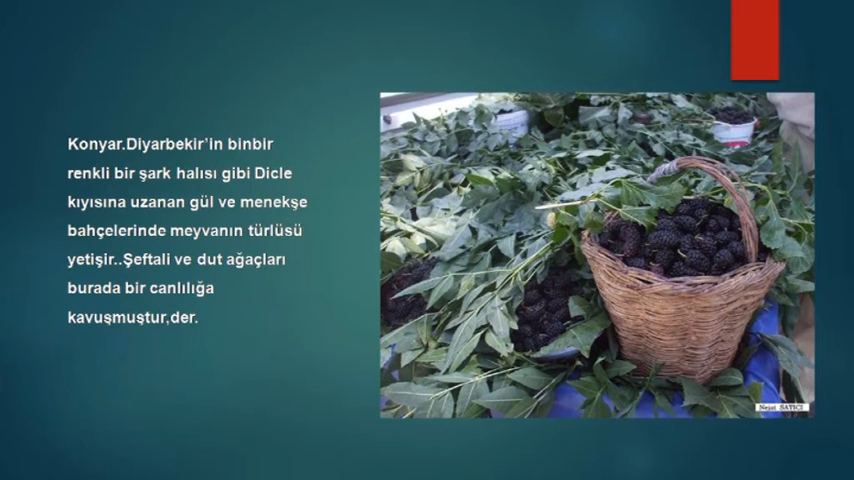 Konyar.Diyarbekir’in binbir
renkli bir şark halısı gibi Dicle
kıyısına uzanan gül ve menekşe
bahçelerinde meyvanın türlüsü
yetişir..Şeftali ve dut ağaçları
burada bir canlılığa
kavuşmuştur,der.
Nejat SATICI